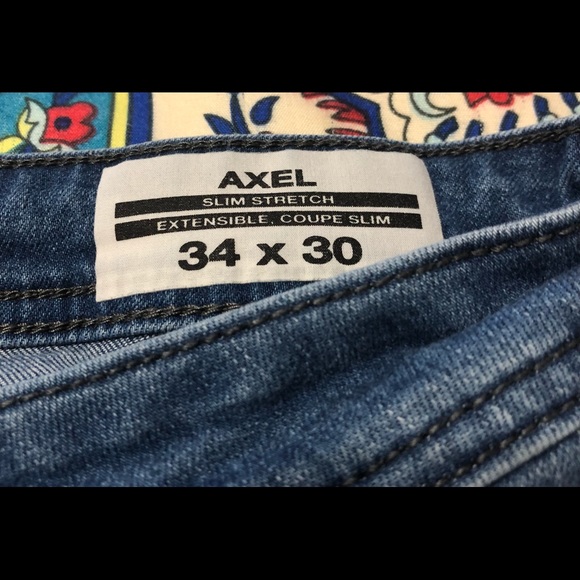 AXEL
SLIM STRETCH
EXTENSIBLE, COUPE SLIM
34 x 30